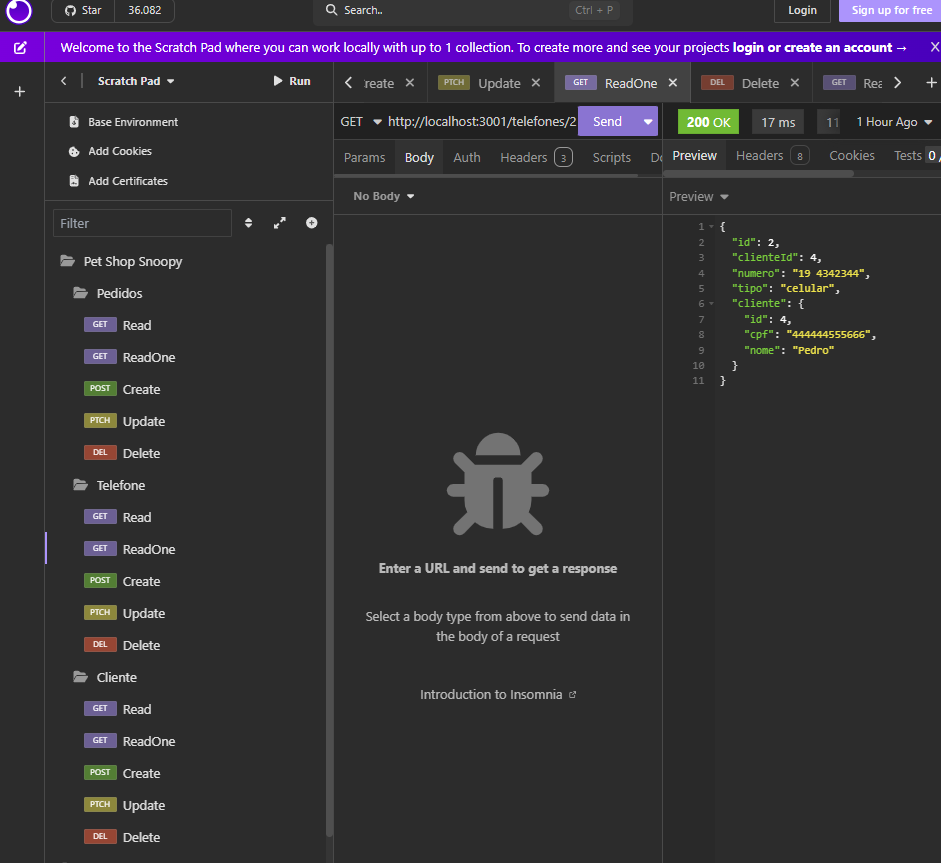 Star 36.082 Search.. Ctrl + P Login Sign up for free
Welcome to the Scratch Pad where you can work locally with up to 1 collection. To create more and see your projects login or create an account →
Scratch Pad Run
Base Environment
Add Cookies
Add Certificates
Filter
Pet Shop Snoopy
Pedidos
GET Read
GET ReadOne
POST Create
PTCH Update
DEL Delete
Telefone
GET Read
GET ReadOne
POST Create
PTCH Update
DEL Delete
Cliente
GET Read
GET ReadOne
POST Create
PTCH Update
DEL Delete
reate PTCH Update GET ReadOne DEL Delete GET Rea
GET http://localhost:3001/telefones/2 Send
Params Body Auth Headers 3 Scripts Do
No Body
Enter a URL and send to get a response
Select a body type from above to send data in
the body of a request
Introduction to Insomnia
200 OK 17 ms 11 1 Hour Ago
Preview Headers 8 Cookies Tests 0 /
Preview
1 {
2 "id": 2,
3 "clienteId": 4,
4 "numero": "19 4342344",
5 "tipo": "celular",
6 "cliente": {
7 "id": 4,
8 "cpf": "444444555666",
9 "nome": "Pedro"
10 }
11 }